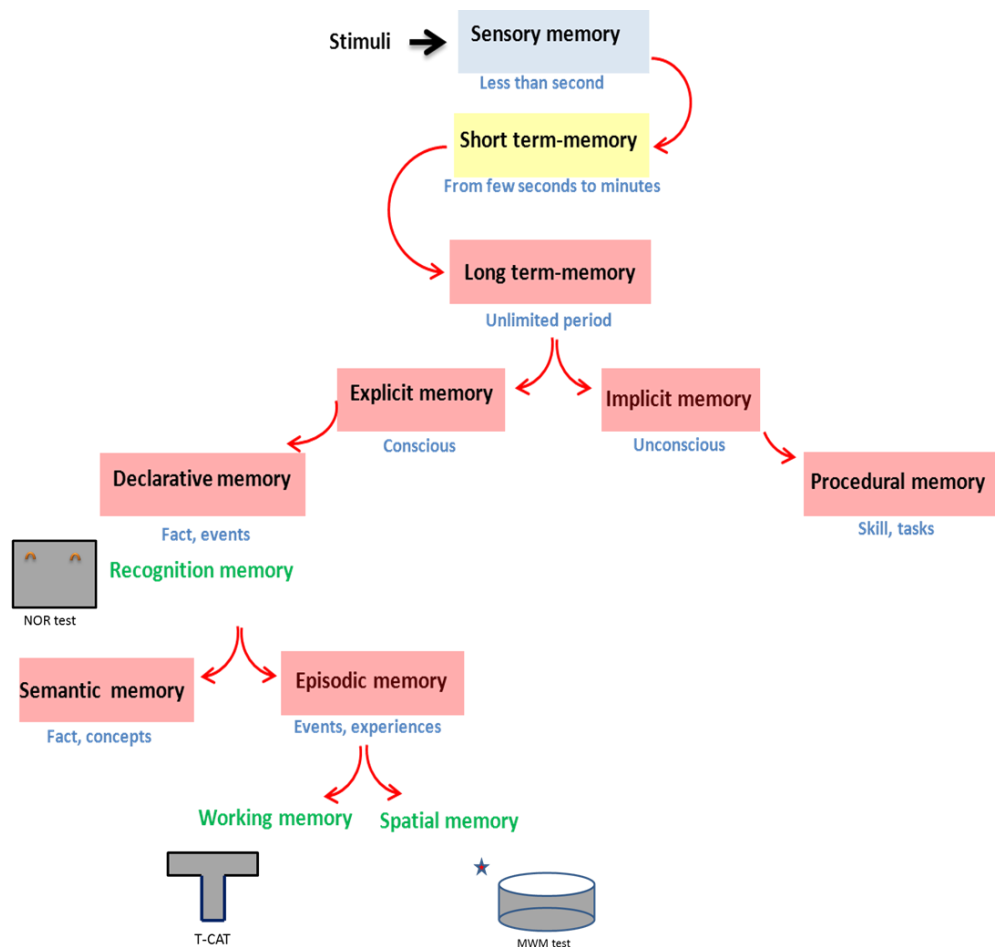 Stimuli
Sensory memory
Less than second
Short term-memory
From few seconds to minutes
Long term-memory
Unlimited period
Explicit memory
Implicit memory
Conscious
Unconscious
Declarative memory
Procedural memory
Fact, events
Skill, tasks
Recognition memory
NOR test
Semantic memory
Episodic memory
Fact, concepts
Events, experiences
Working memory
Spatial memory
T-CAT
MWM test